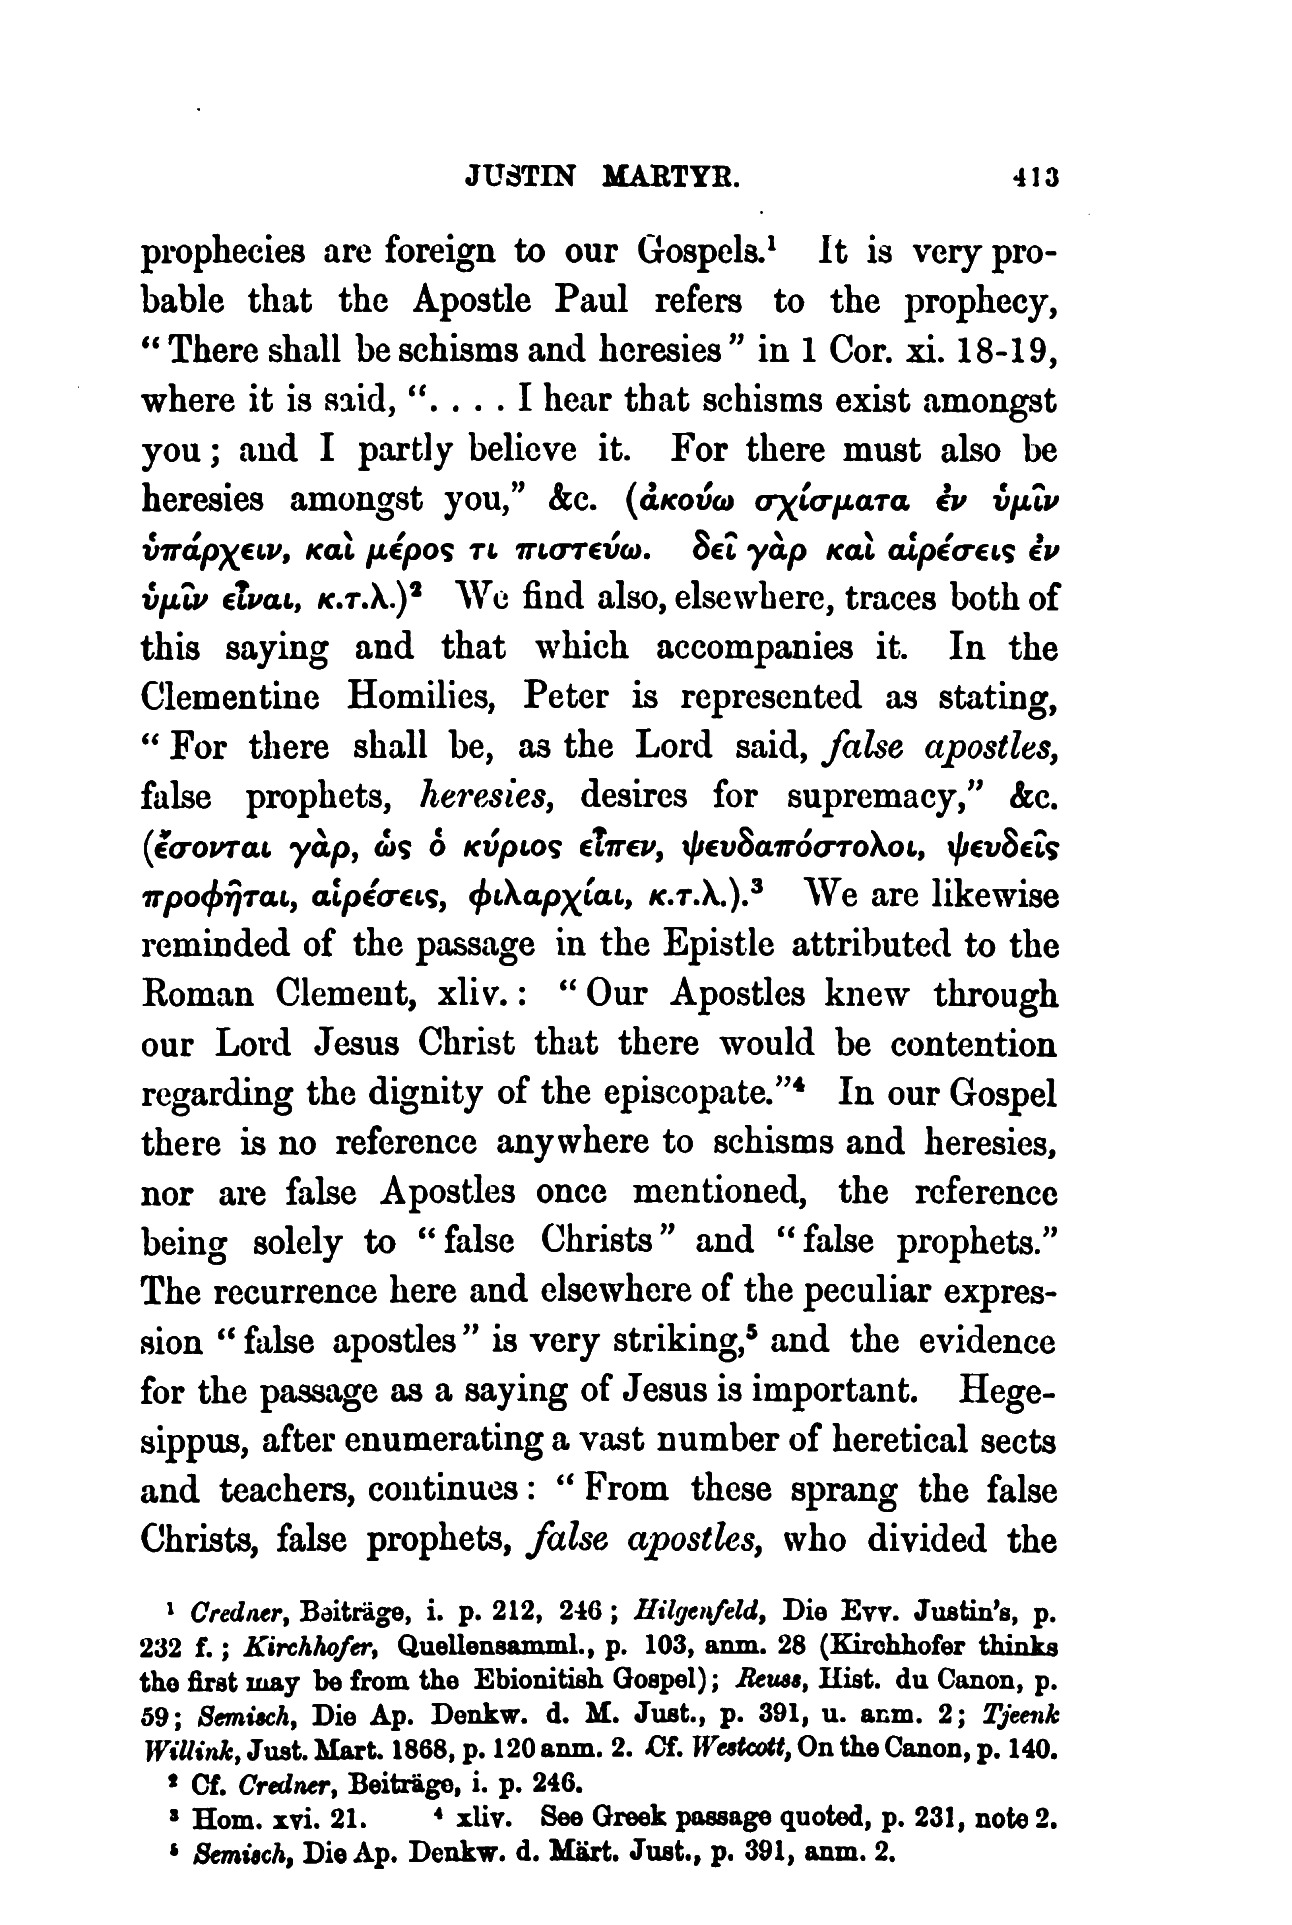 JUSTIN MARTYR. 413
prophecies are foreign to our Gospels.¹ It is very pro-
bable that the Apostle Paul refers to the prophecy,
“There shall be schisms and heresies” in 1 Cor. xi. 18-19,
where it is said, “. . . . I hear that schisms exist amongst
you; and I partly believe it. For there must also be
heresies amongst you,” &c. (ἀκούω σχίσματα ἐν ὑμῖν
ὑπάρχειν, καὶ μέρος τι πιστεύω. δεῖ γὰρ καὶ αἱρέσεις ἐν
ὑμῖν εἶναι, κ.τ.λ.)² We find also, elsewhere, traces both of
this saying and that which accompanies it. In the
Clementine Homilies, Peter is represented as stating,
“For there shall be, as the Lord said, false apostles,
false prophets, heresies, desires for supremacy,” &c.
(ἔσονται γὰρ, ὡς ὁ κύριος εἶπεν, ψευδαπόστολοι, ψευδεῖς
προφῆται, αἱρέσεις, φιλαρχίαι, κ.τ.λ.).³ We are likewise
reminded of the passage in the Epistle attributed to the
Roman Clement, xliv.: “Our Apostles knew through
our Lord Jesus Christ that there would be contention
regarding the dignity of the episcopate.”⁴ In our Gospel
there is no reference anywhere to schisms and heresies,
nor are false Apostles once mentioned, the reference
being solely to “false Christs” and “false prophets.”
The recurrence here and elsewhere of the peculiar expres-
sion “false apostles” is very striking,⁵ and the evidence
for the passage as a saying of Jesus is important. Hege-
sippus, after enumerating a vast number of heretical sects
and teachers, continues: “From these sprang the false
Christs, false prophets, false apostles, who divided the
¹ Credner, Beiträge, i. p. 212, 246; Hilgenfeld, Die Evv. Justin's, p.
232 f.; Kirchhofer, Quellensamml., p. 103, anm. 28 (Kirchhofer thinks
the first may be from the Ebionitish Gospel); Reuss, Hist. du Canon, p.
59; Semisch, Die Ap. Denkw. d. M. Just., p. 391, u. anm. 2; Tjeenk
Willink, Just. Mart. 1868, p. 120 anm. 2. Cf. Westcott, On the Canon, p. 140.
² Cf. Credner, Beiträge, i. p. 246.
³ Hom. xvi. 21. ⁴ xliv. See Greek passage quoted, p. 231, note 2.
⁵ Semisch, Die Ap. Denkw. d. Märt. Just., p. 391, anm. 2.